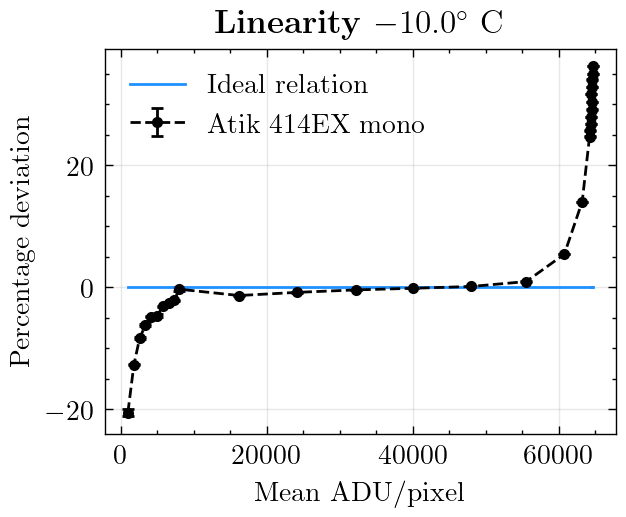 Linearity −10.0° C
Ideal relation
Atik 414EX mono
Percentage deviation
20
0
−20
0 20000 40000 60000
Mean ADU/pixel